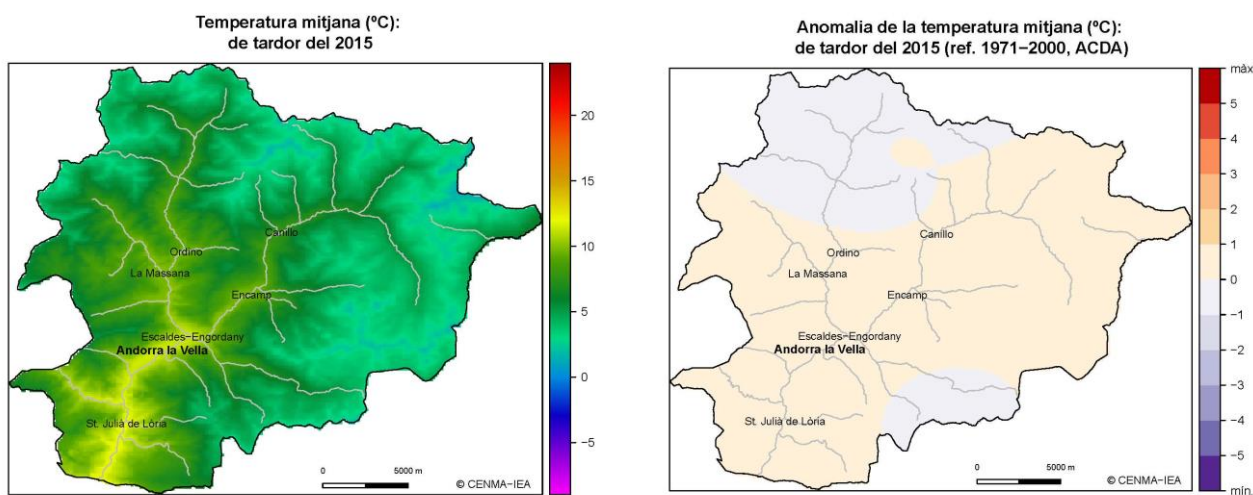 Temperatura mitjana (ºC):
de tardor del 2015
20
15
10
5
0
−5
Ordino
Canillo
La Massana
Encamp
Escaldes−Engordany
Andorra la Vella
St. Julià de Lòria
0 5000 m
© CENMA−IEA
Anomalia de la temperatura mitjana (ºC):
de tardor del 2015 (ref. 1971−2000, ACDA)
màx
5
4
3
2
1
0
−1
−2
−3
−4
−5
mín
Canillo
Ordino
La Massana
Encamp
Escaldes−Engordany
Andorra la Vella
St. Julià de Lòria
0 5000 m
© CENMA−IEA